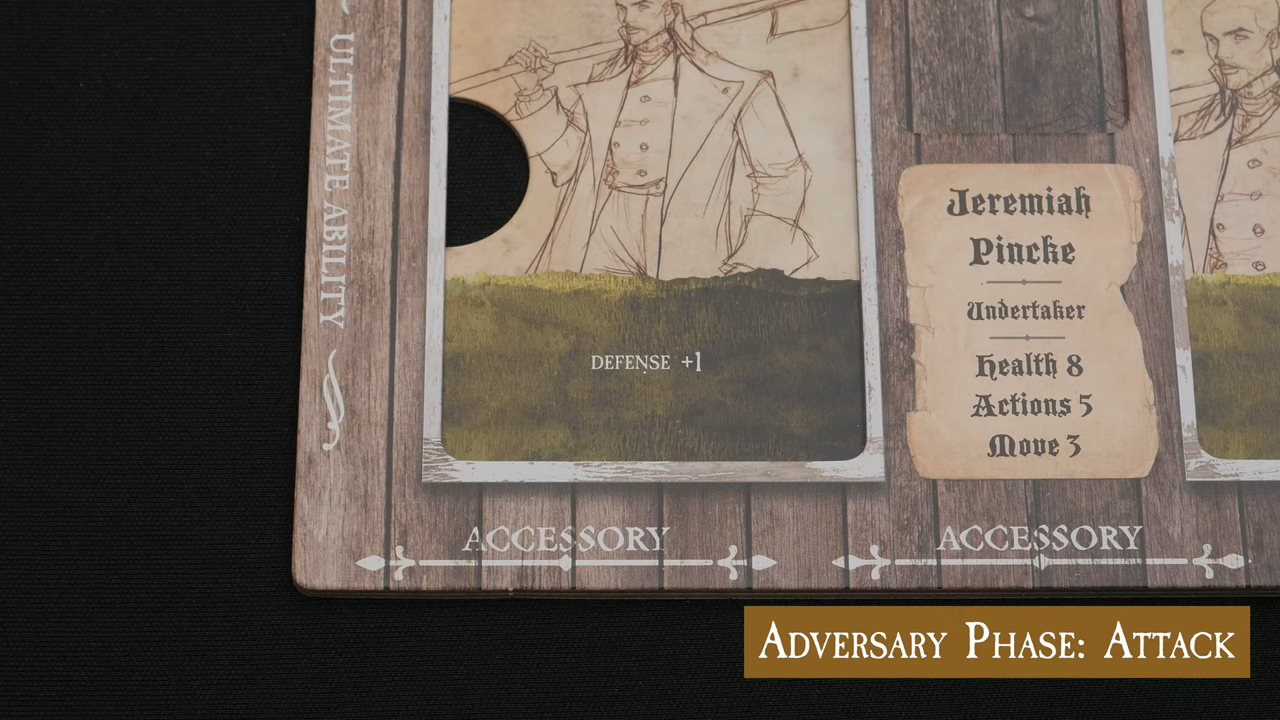 ULTIMATE ABILITY
DEFENSE +1
Jeremiah
Pincke
Undertaker
Health 8
Actions 5
Move 3
ACCESSORY
ACCESSORY
Adversary Phase: Attack